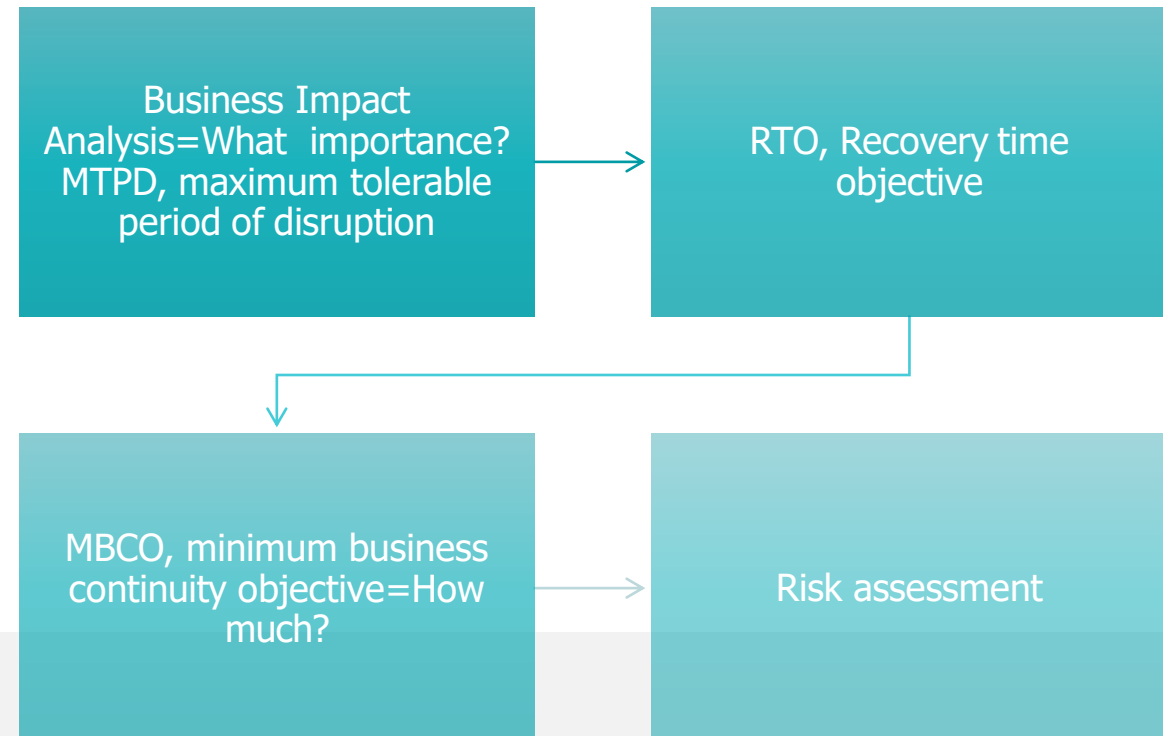 Business Impact
Analysis=What  importance?
MTPD, maximum tolerable
period of disruption
RTO, Recovery time
objective
MBCO, minimum business
continuity objective=How
much?
Risk assessment